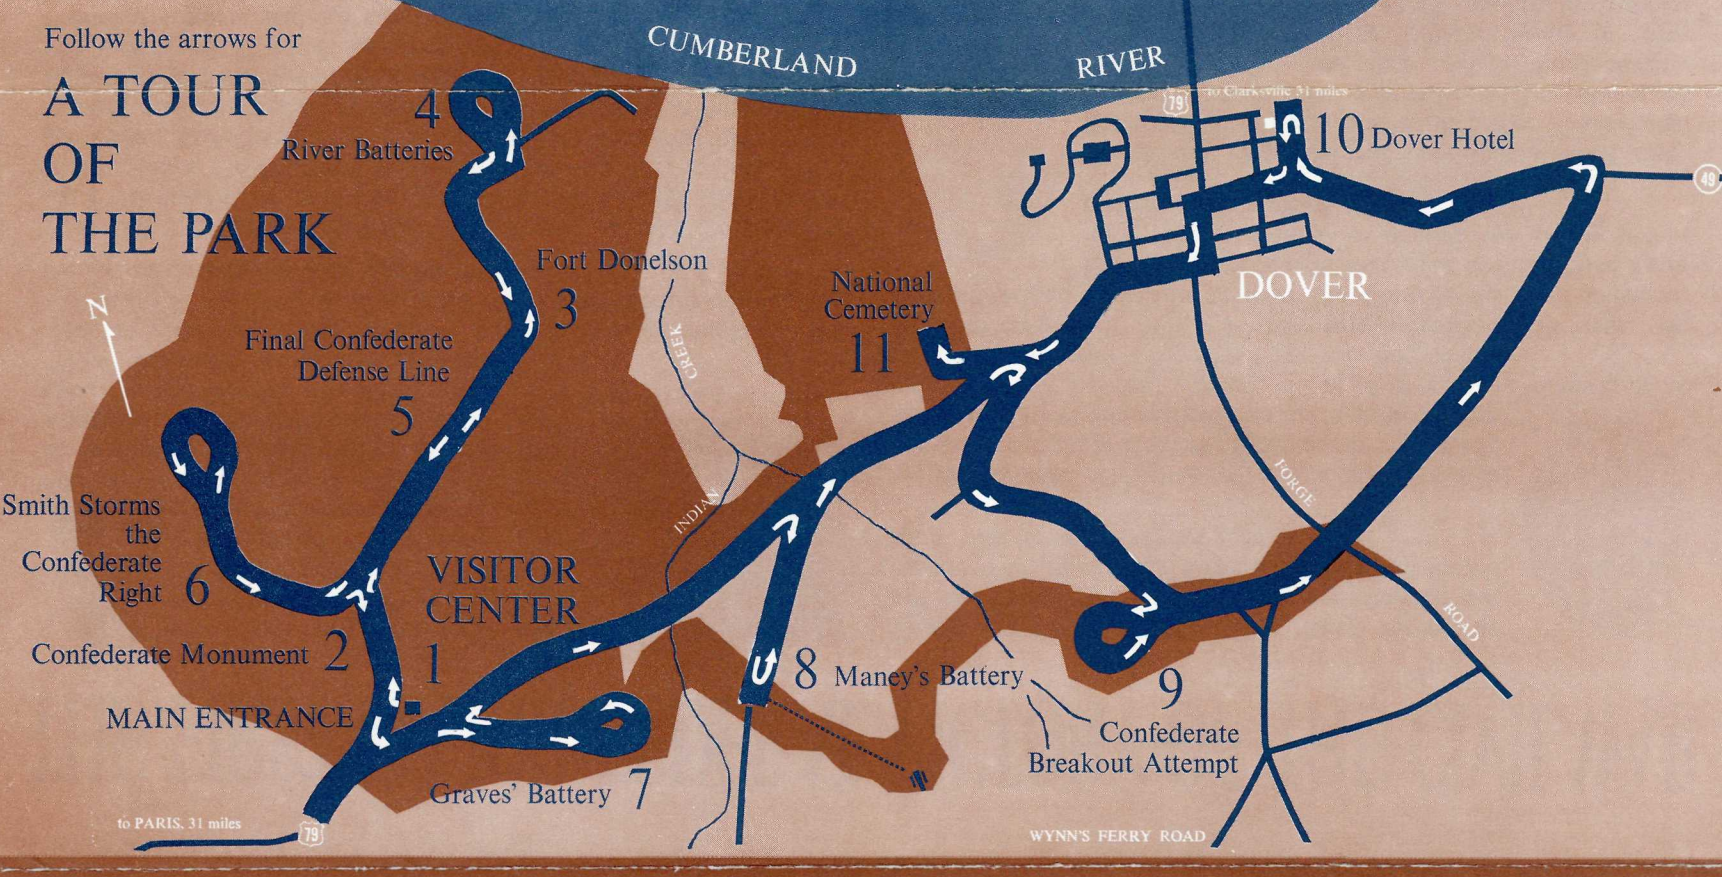 Follow the arrows for
A TOUR
OF
THE PARK
N
CUMBERLAND
RIVER
4
River Batteries
79
to Clarksville 31 miles
10 Dover Hotel
49
Fort Donelson
3
National
Cemetery
11
DOVER
Final Confederate
Defense Line
5
CREEK
INDIAN
FORGE
ROAD
Smith Storms
the
Confederate
Right
6
VISITOR
CENTER
1
Confederate Monument 2
MAIN ENTRANCE
8 Maney's Battery
9
Confederate
Breakout Attempt
Graves' Battery 7
to PARIS, 31 miles
79
WYNN'S FERRY ROAD